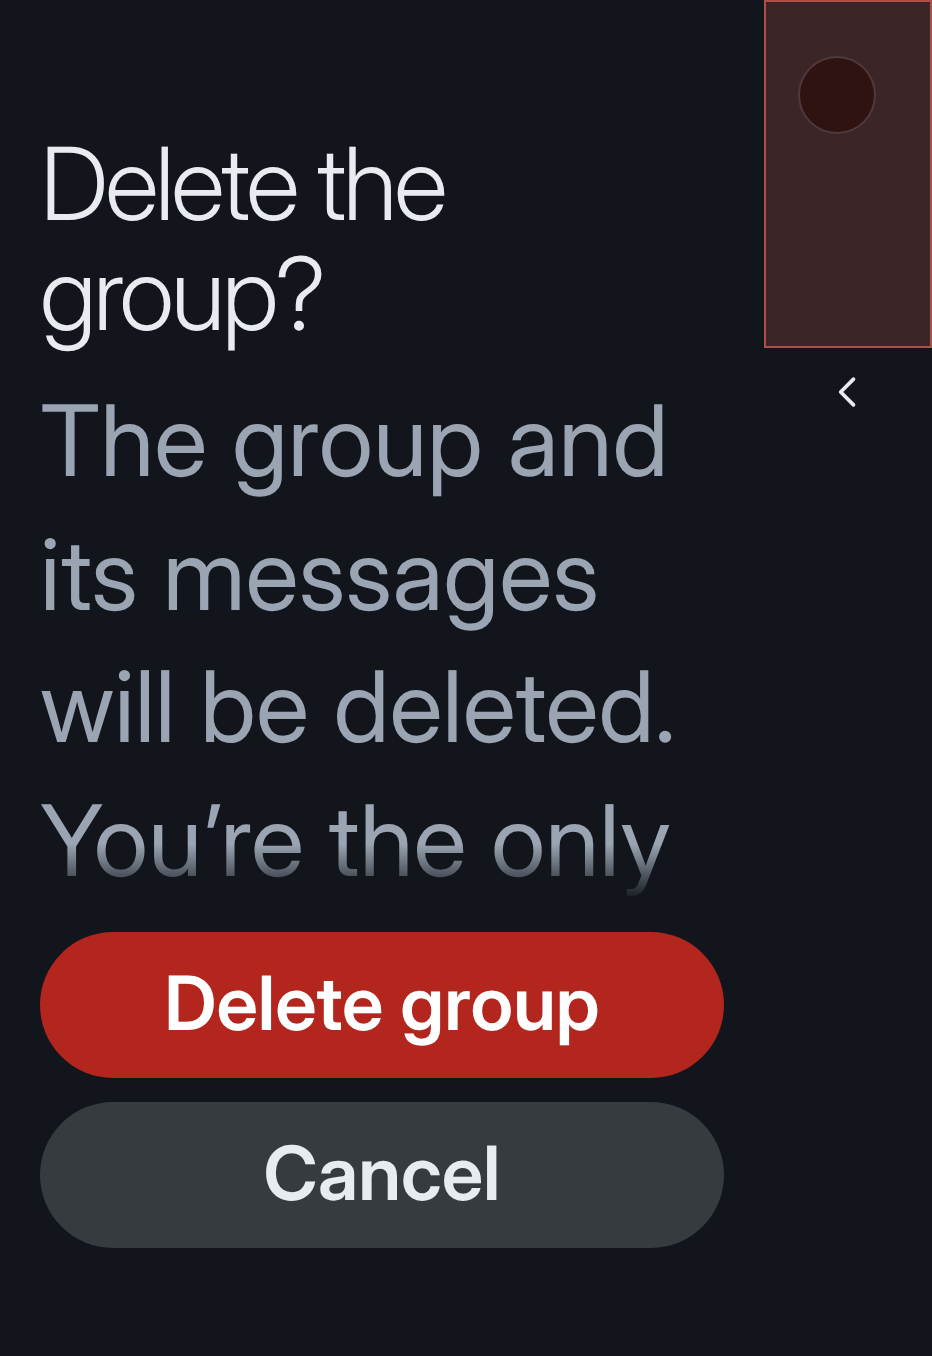 Delete the
group?
The group and
its messages
will be deleted.
You’re the only
Delete group
Cancel